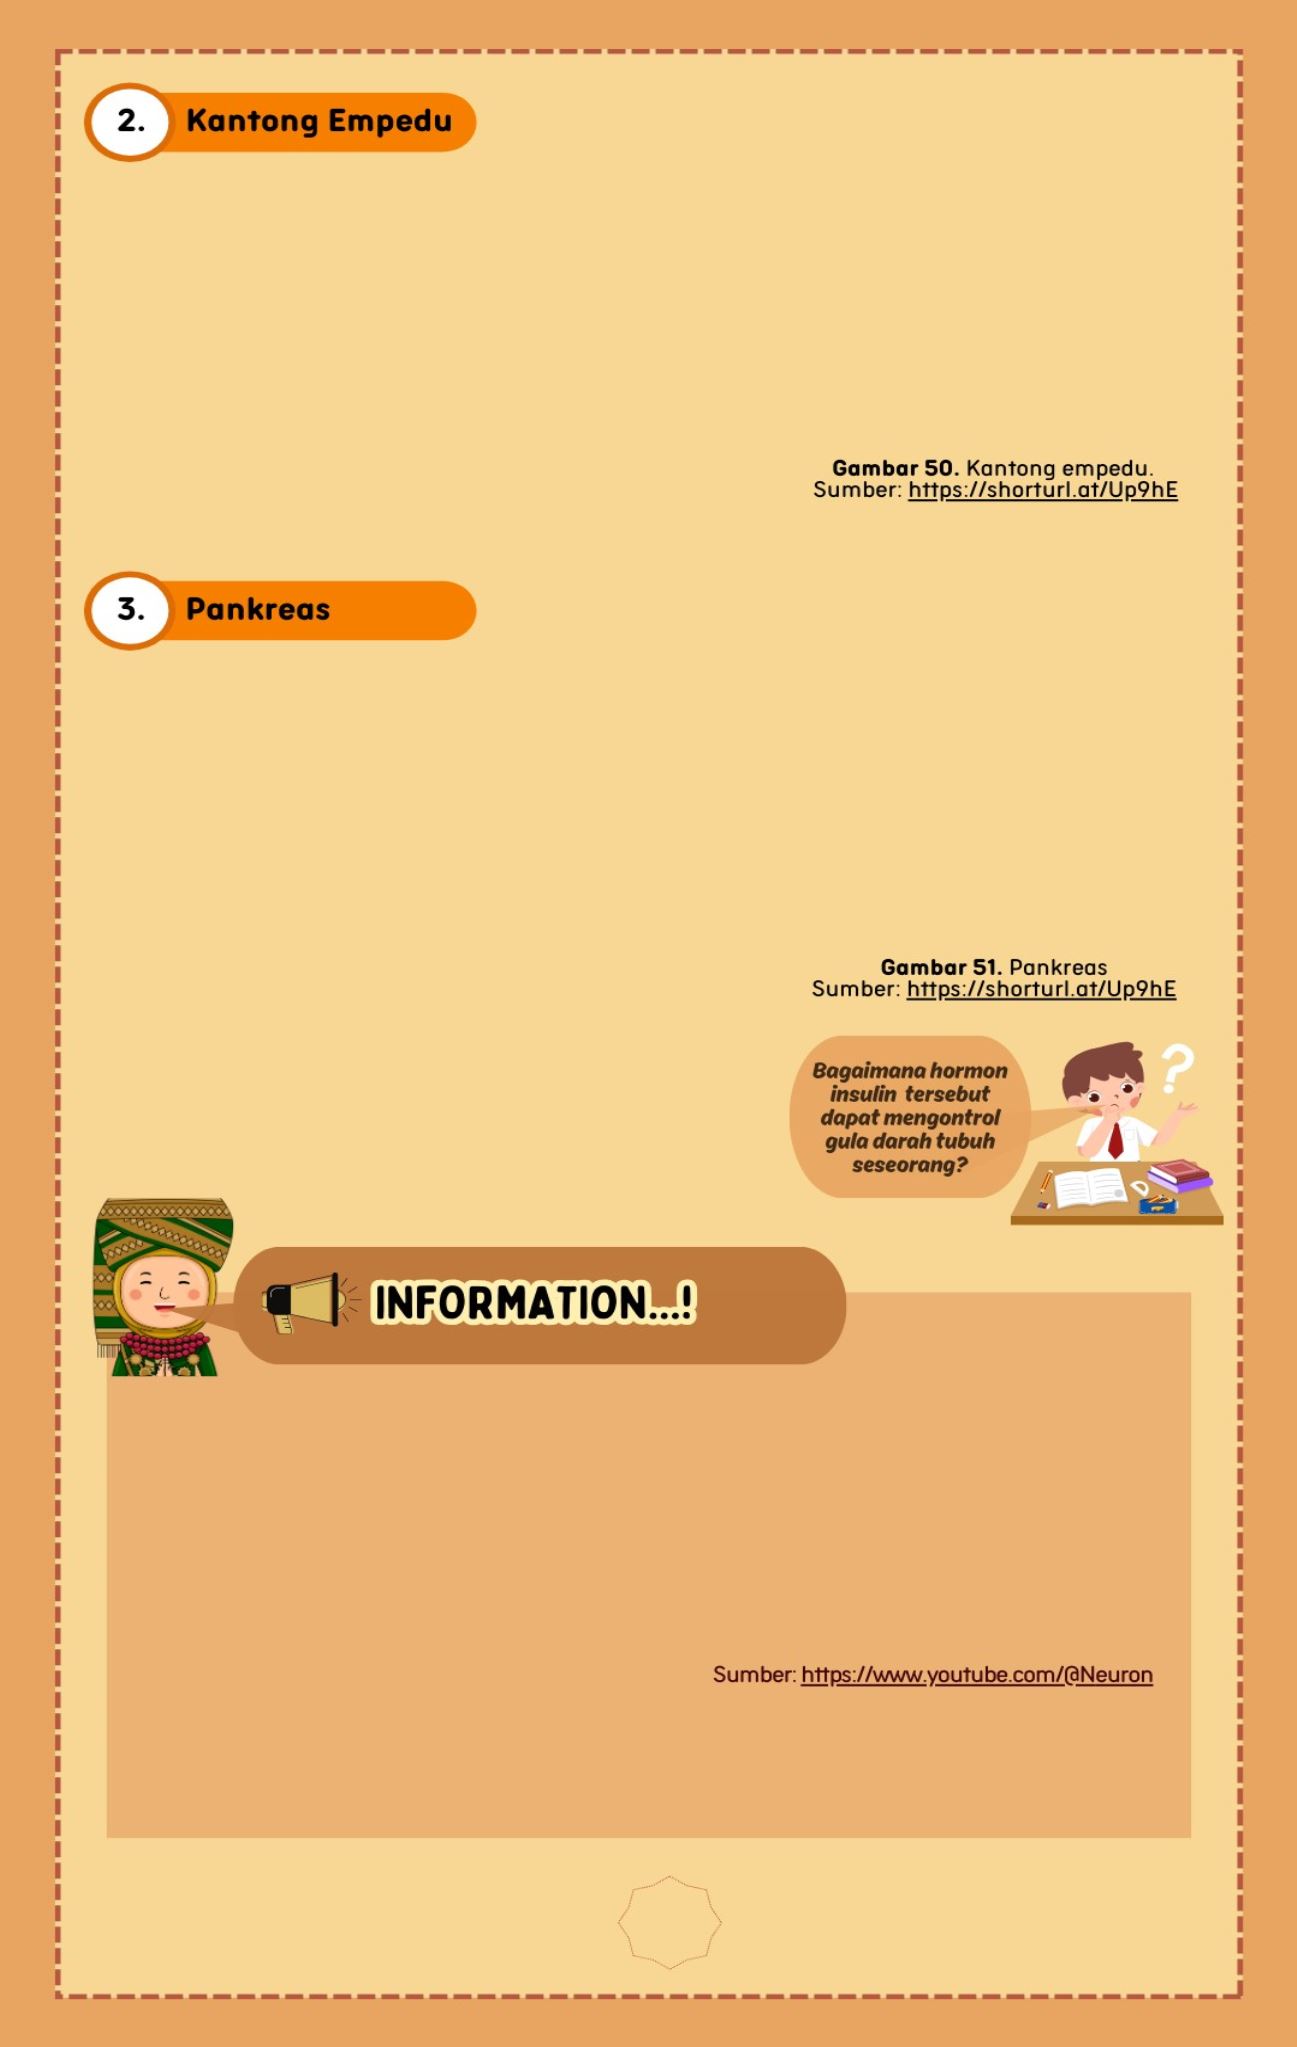 2.
Kantong Empedu
Gambar 50. Kantong empedu.
Sumber: https://shorturl.at/Up9hE
3.
Pankreas
Gambar 51. Pankreas
Sumber: https://shorturl.at/Up9hE
Bagaimana hormon
insulin tersebut
dapat mengontrol
gula darah tubuh
seseorang?
?
INFORMATION...!
Sumber: https://www.youtube.com/@Neuron